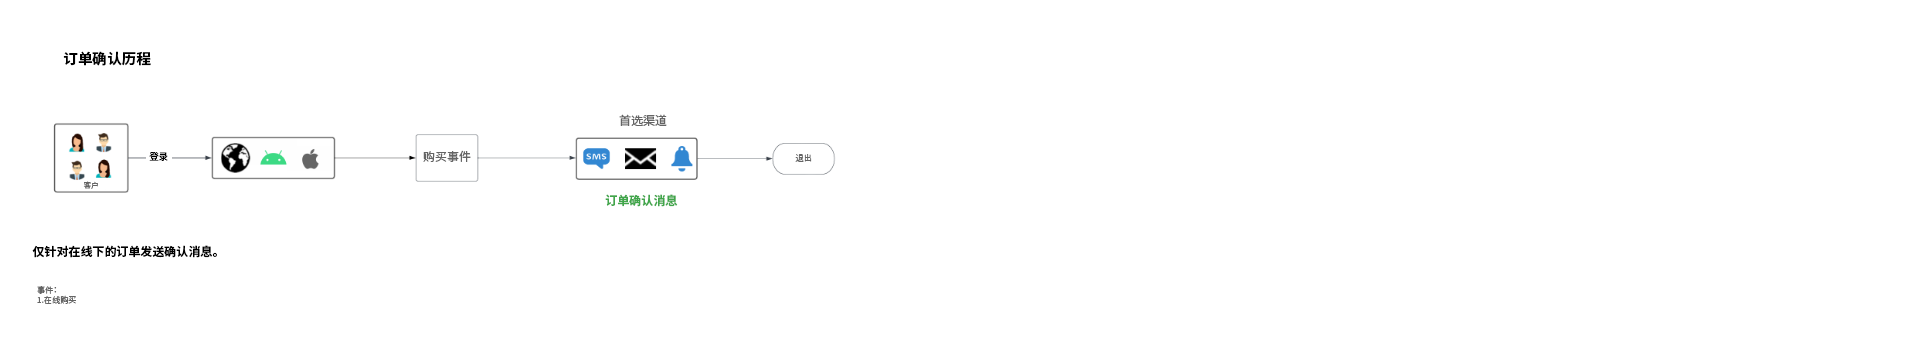 订单确认历程
首选渠道
登录
SMS
购买事件
退出
客户
订单确认消息
仅针对在线下的订单发送确认消息。
事件：
1.在线购买